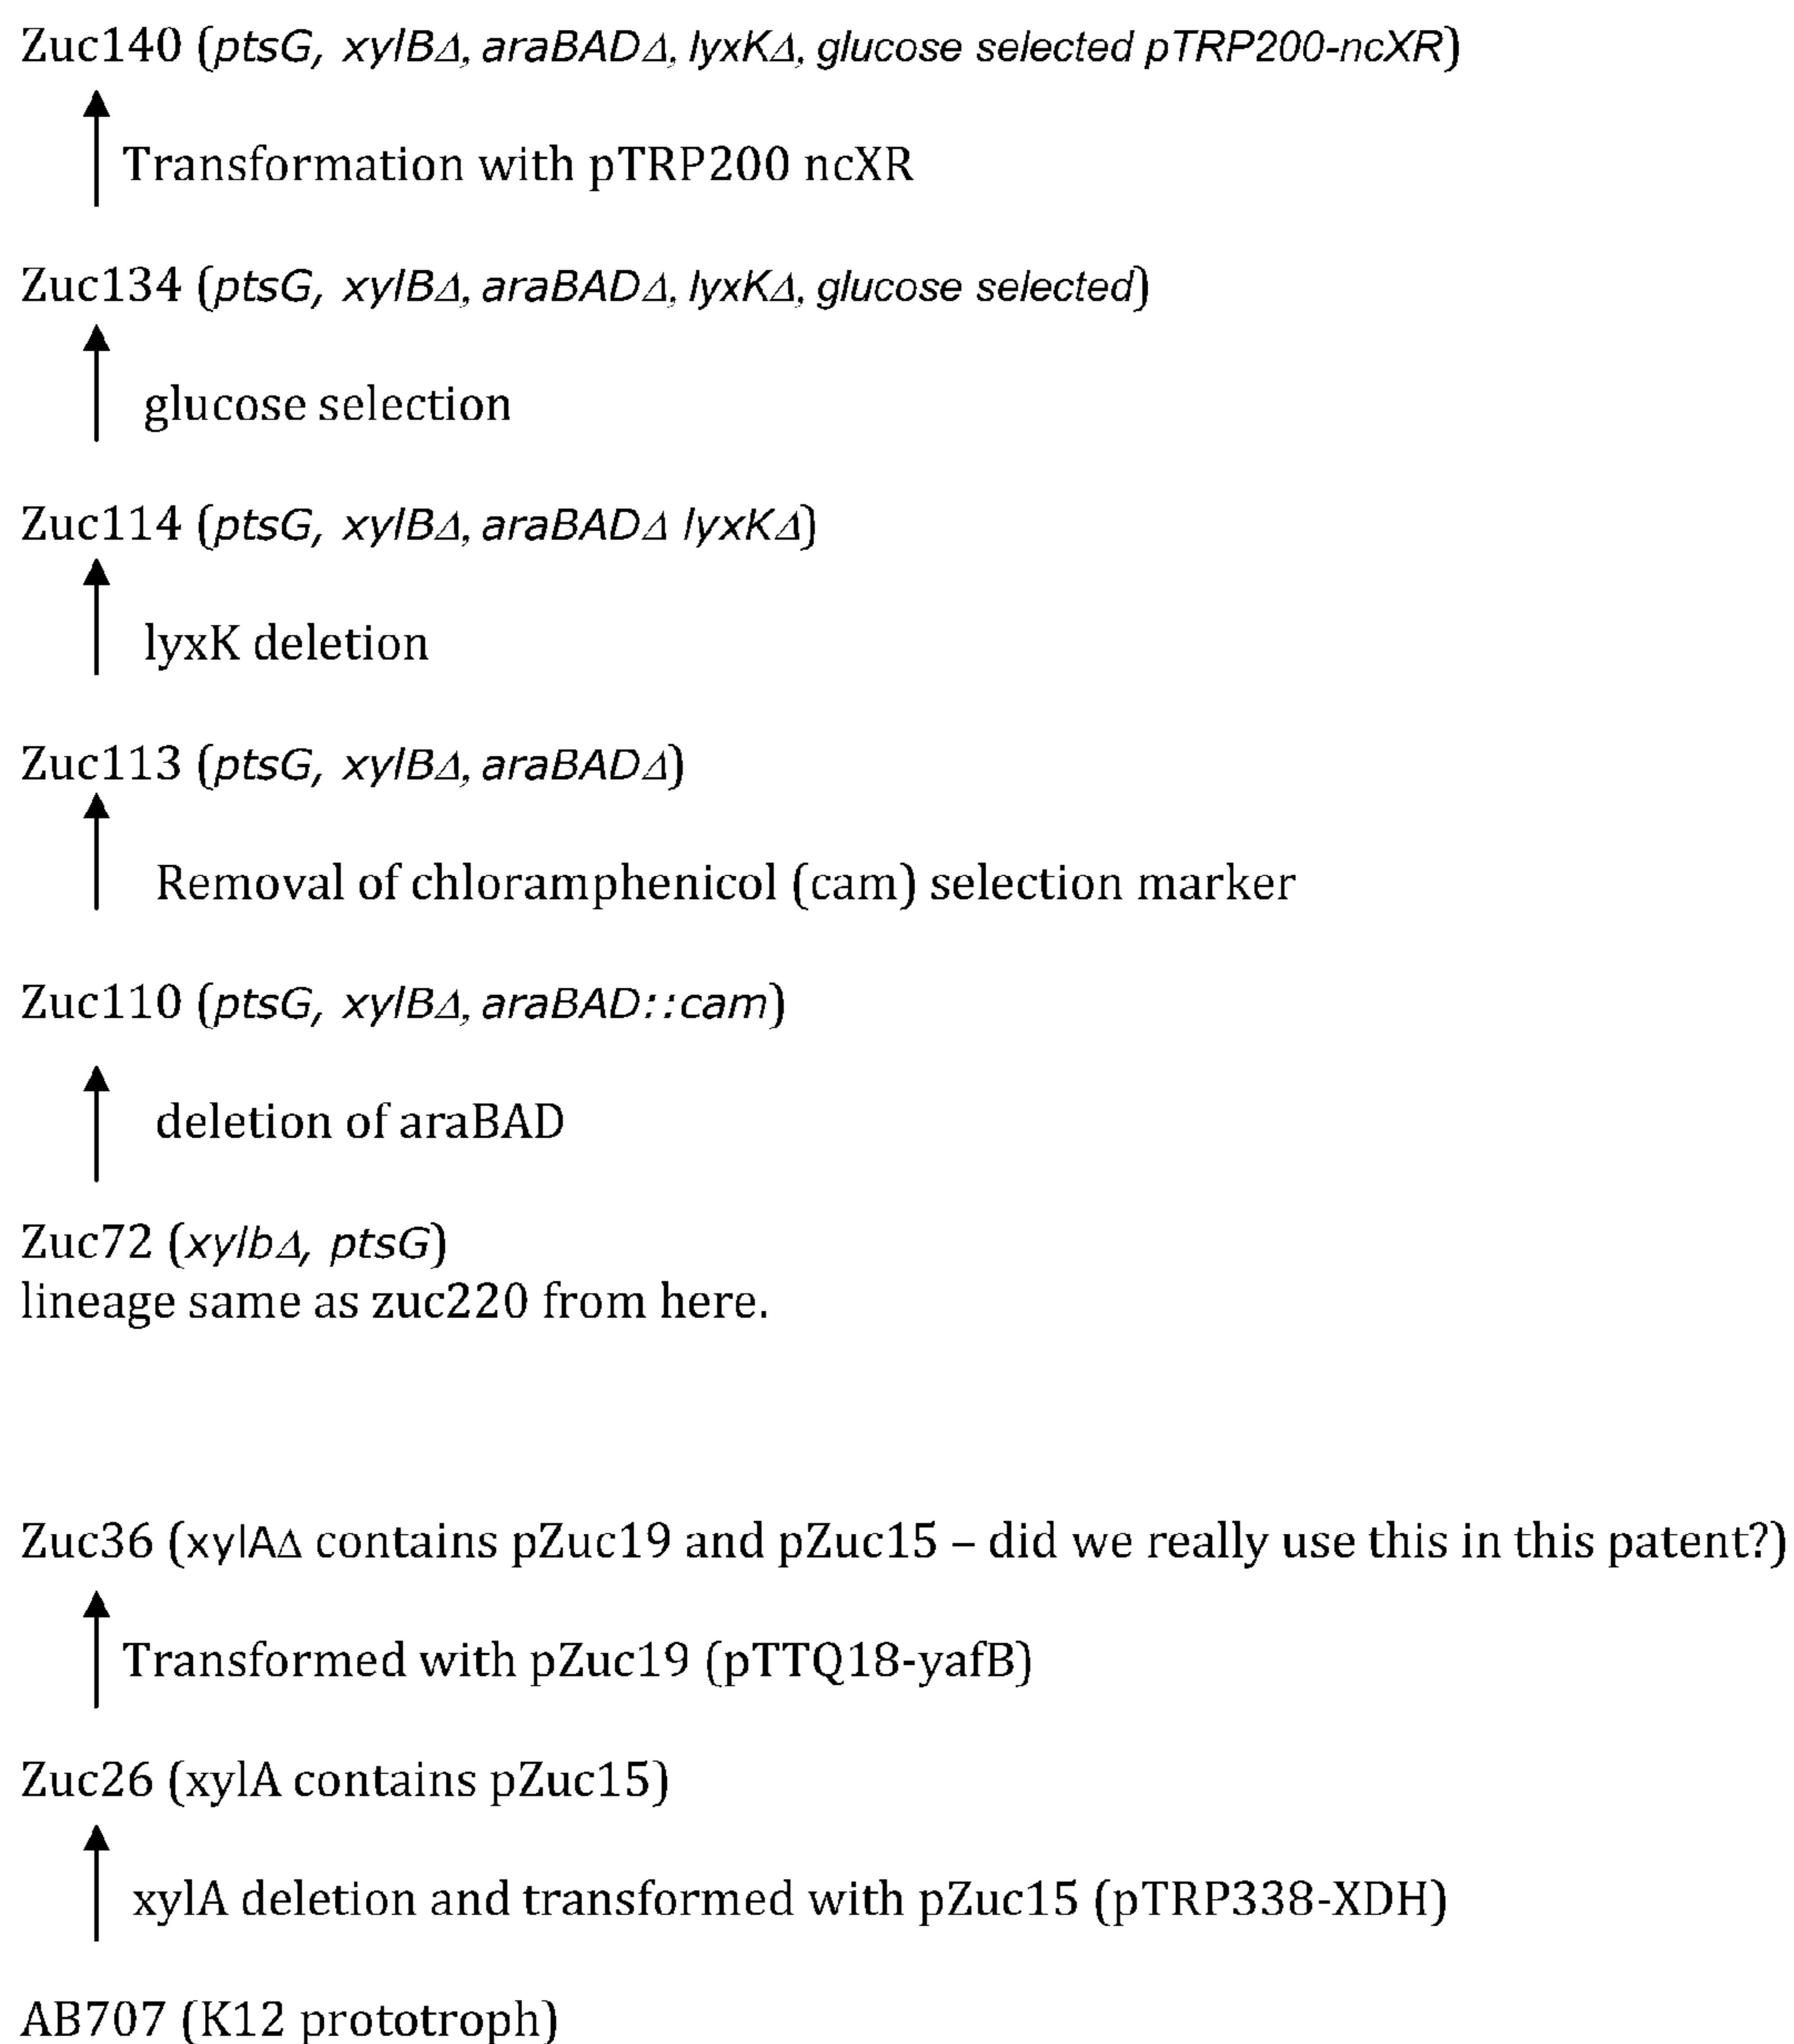 Zuc140 (ptsG, xylBΔ, araBADΔ, lyxKΔ, glucose selected pTRP200-ncXR)
Transformation with pTRP200 ncXR
Zuc134 (ptsG, xylBΔ, araBADΔ, lyxKΔ, glucose selected)
glucose selection
Zuc114 (ptsG, xylBΔ, araBADΔ lyxKΔ)
lyxK deletion
Zuc113 (ptsG, xylBΔ, araBADΔ)
Removal of chloramphenicol (cam) selection marker
Zuc110 (ptsG, xylBΔ, araBAD::cam)
deletion of araBAD
Zuc72 (xylbΔ, ptsG)
lineage same as zuc220 from here.
Zuc36 (xylAΔ contains pZuc19 and pZuc15 – did we really use this in this patent?)
Transformed with pZuc19 (pTTQ18-yafB)
Zuc26 (xylA contains pZuc15)
xylA deletion and transformed with pZuc15 (pTRP338-XDH)
AB707 (K12 prototroph)